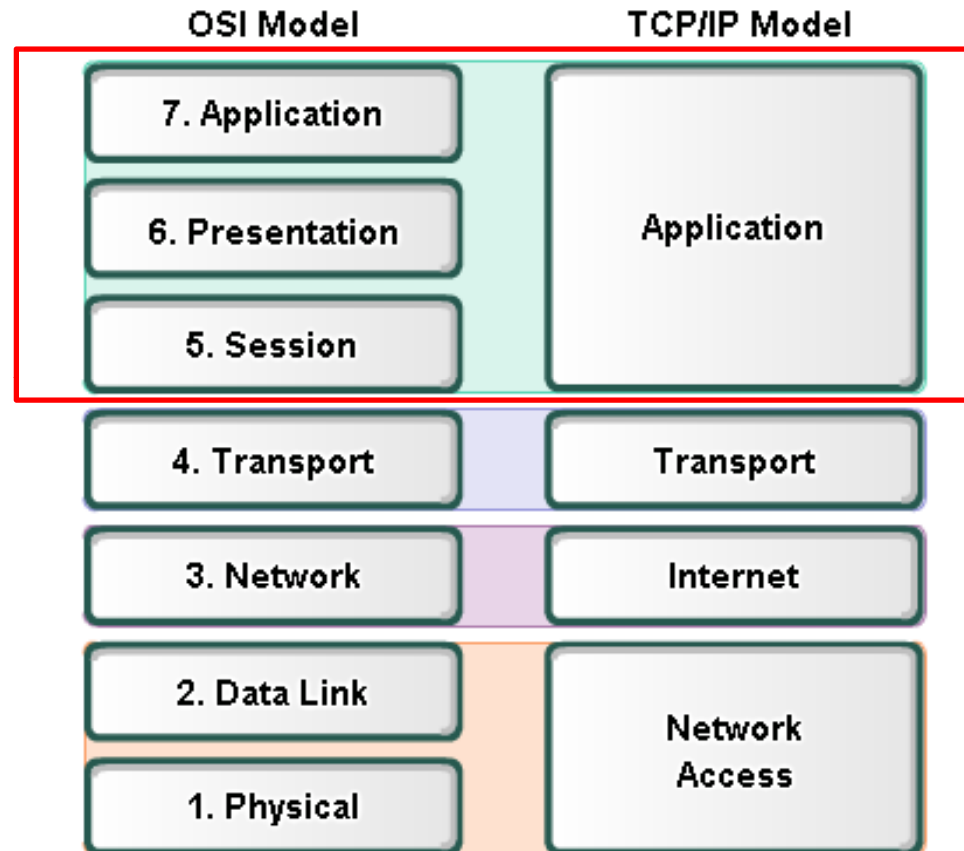 OSI Model TCP/IP Model
7. Application
6. Presentation
Application
5. Session
4. Transport Transport
3. Network Internet
2. Data Link
Network
Access
1. Physical